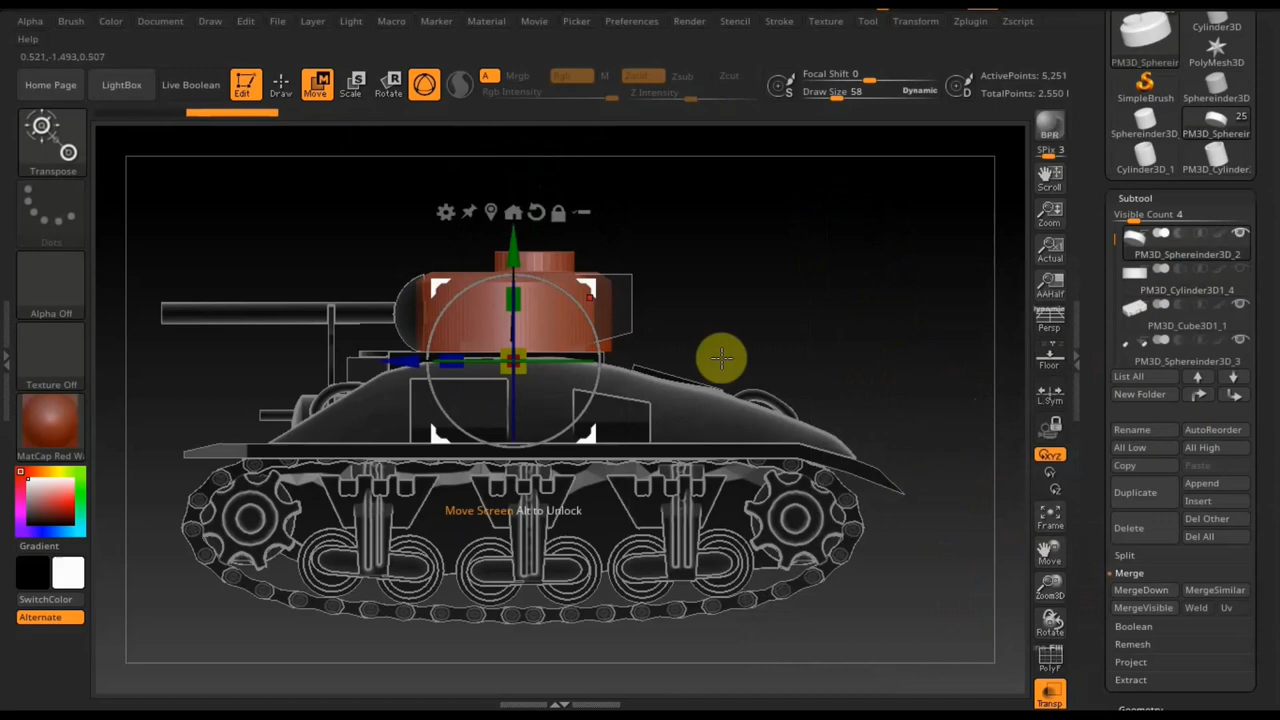 Alpha Brush Color Document Draw Edit File Layer Light Macro Marker Material Movie Picker Preferences Render Stencil Stroke Texture Tool Transform Zplugin Zscript
Help
0.521,-1.493,0.507
Home Page LightBox Live Boolean Edit Draw Move Scale Rotate A Mrgb Rgb M Zadd Zsub Zcut
Rgb Intensity Z Intensity
S Focal Shift 0
Draw Size 58 Dynamic D
ActivePoints: 5,251
TotalPoints: 2.550
Transpose
Dots
Alpha Off
Texture Off
MatCap Red W
Gradient
SwitchColor
Alternate
Move Screen Alt to Unlock
BPR
SPix 3
Scroll
Zoom
Actual
AAHalf
Dynamic
Persp
Floor
L.Sym
XYZ
Frame
Move
Zoom3D
Rotate
PolyF
Transp
Cylinder3D
PM3D_Sphereir PolyMesh3D
SimpleBrush Sphereinder3D
25
Sphereinder3D_ PM3D_Sphereir
Cylinder3D_1 PM3D_Cylinder
Subtool
Visible Count 4
PM3D_Sphereinder3D_2
PM3D_Cylinder3D1_4
PM3D_Cube3D1_1
PM3D_Sphereinder3D_3
List All
New Folder
Rename AutoReorder
All Low All High
Copy Paste
Duplicate Append
Insert
Delete Del Other
Del All
Split
Merge
MergeDown MergeSimilar
MergeVisible Weld Uv
Boolean
Remesh
Project
Extract
Geometry